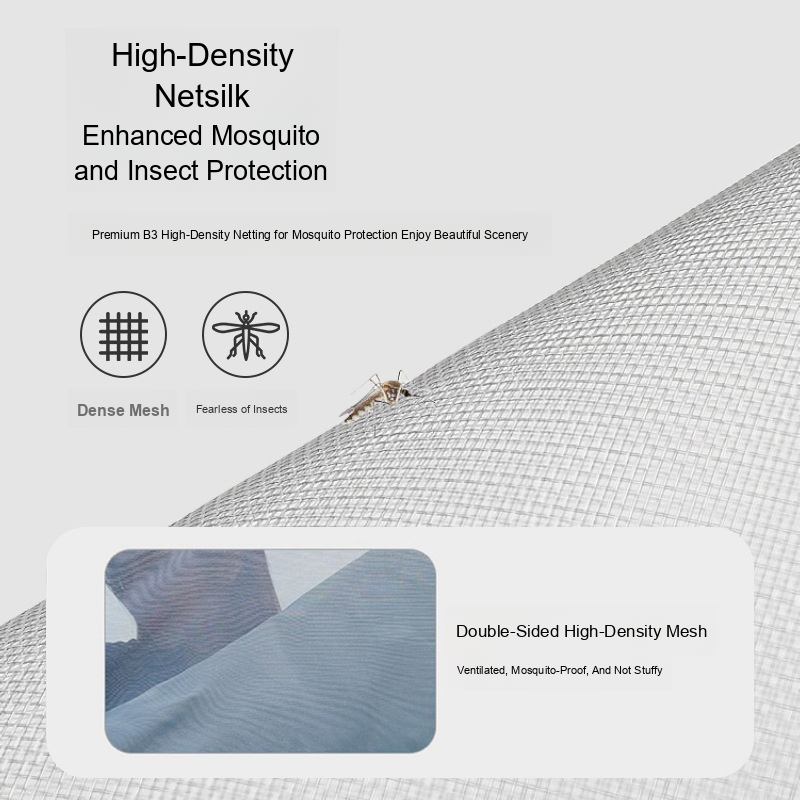 High-Density
Netsilk
Enhanced Mosquito
and Insect Protection
Premium B3 High-Density Netting for Mosquito Protection Enjoy Beautiful Scenery
Dense Mesh
Fearless of Insects
Double-Sided High-Density Mesh
Ventilated, Mosquito-Proof, And Not Stuffy